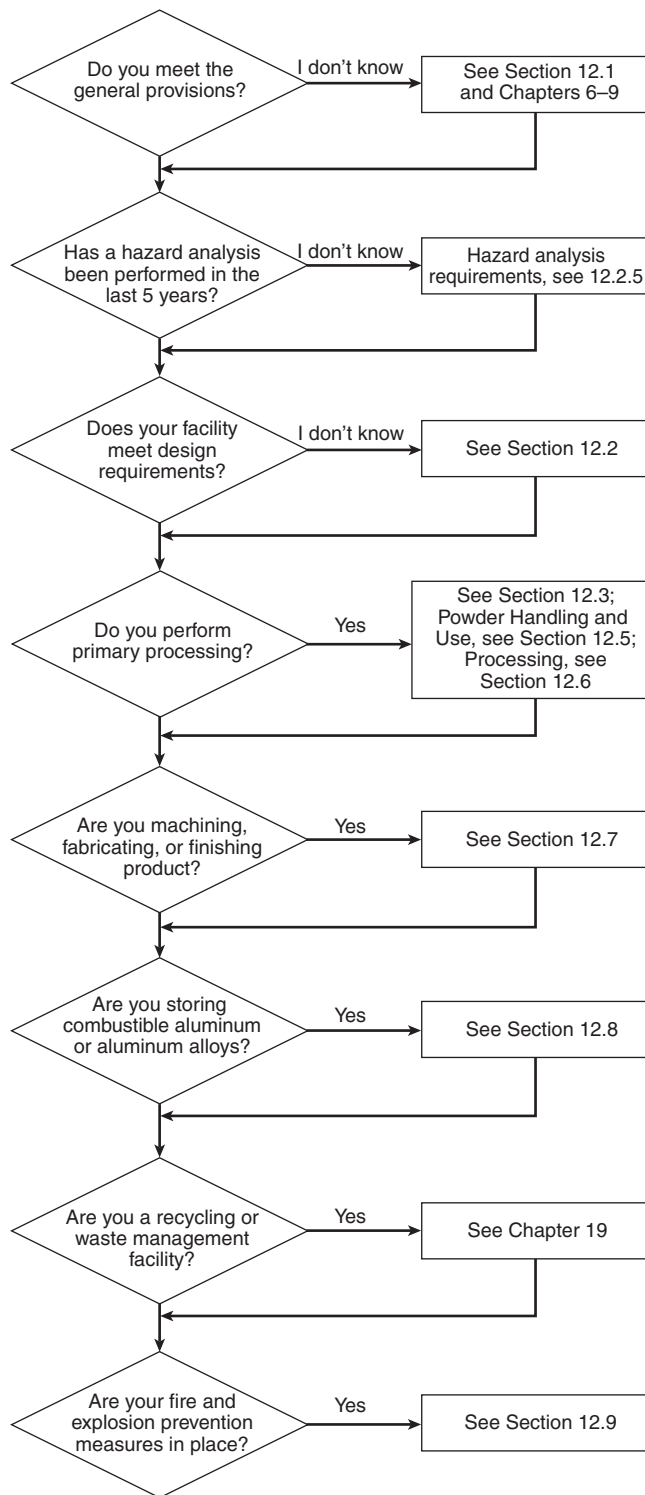 Do you meet the
general provisions?
I don't know
See Section 12.1
and Chapters 6–9
Has a hazard analysis
been performed in the
last 5 years?
I don't know
Hazard analysis
requirements, see 12.2.5
Does your facility
meet design
requirements?
I don't know
See Section 12.2
Do you perform
primary processing?
Yes
See Section 12.3;
Powder Handling and
Use, see Section 12.5;
Processing, see
Section 12.6
Are you machining,
fabricating, or finishing
product?
Yes
See Section 12.7
Are you storing
combustible aluminum
or aluminum alloys?
Yes
See Section 12.8
Are you a recycling or
waste management
facility?
Yes
See Chapter 19
Are your fire and
explosion prevention
measures in place?
Yes
See Section 12.9